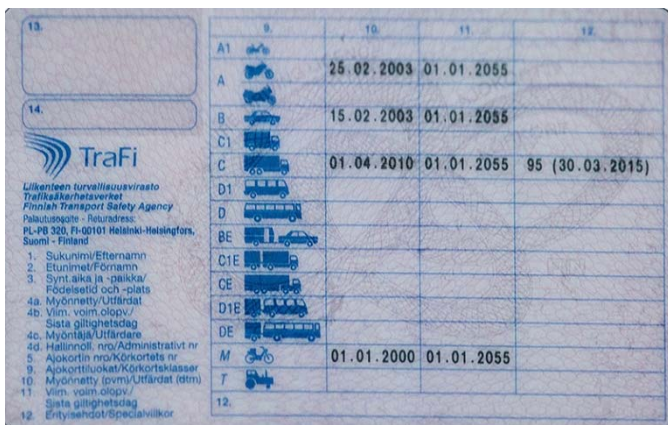 13.
14.
TraFi
Liikenteen turvallisuusvirasto
Trafiksäkerhetsverket
Finnish Transport Safety Agency
Palautusosoite - Returadress:
PL-PB 320, FI-00101 Helsinki-Helsingfors,
Suomi - Finland
1. Sukunimi/Efternamn
2. Etunimet/Förnamn
3. Synt.aika ja -paikka/
Födelsetid och -plats
4a. Myönnetty/Utfärdat
4b. Viim. voim.olopv./
Sista giltighetsdag
4c. Myöntäjä/Utfärdare
4d. Hallinnoll. nro/Administrativt nr
5. Ajokortin nro/Körkortets nr
9. Ajokorttiluokat/Körkortsklasser
10 Myönnetty (pvm)/Utfärdat (dtm)
11 Viim. voim.olopv./
Sista giltighetsdag
12. Erityisehdot/Specialvillkor
9. 10. 11. 12.
A1
A 25.02.2003 01.01.2055
B 15.02.2003 01.01.2055
C1
C 01.04.2010 01.01.2055 95 (30.03.2015)
D1
D
BE
C1E
CE
D1E
DE
M 01.01.2000 01.01.2055
T
12.